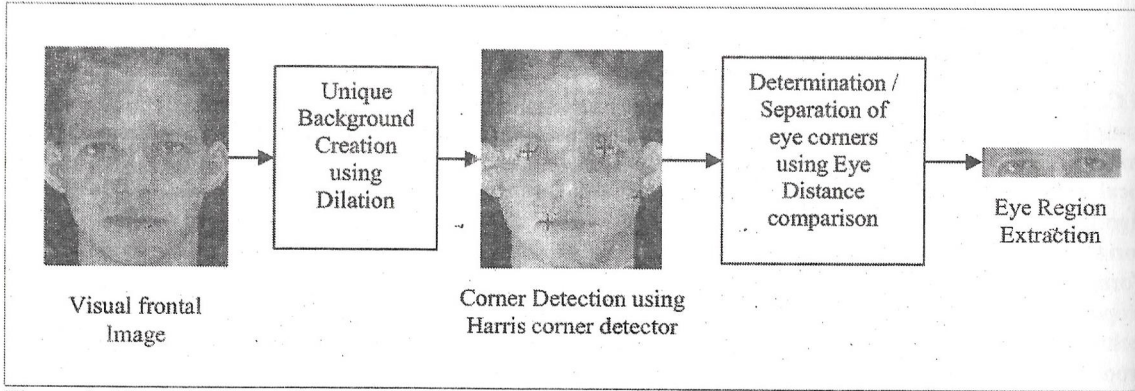 Visual frontal
Image
Unique
Background
Creation
using
Dilation
Corner Detection using
Harris corner detector
Determination /
Separation of
eye corners
using Eye
Distance
comparison
Eye Region
Extraction